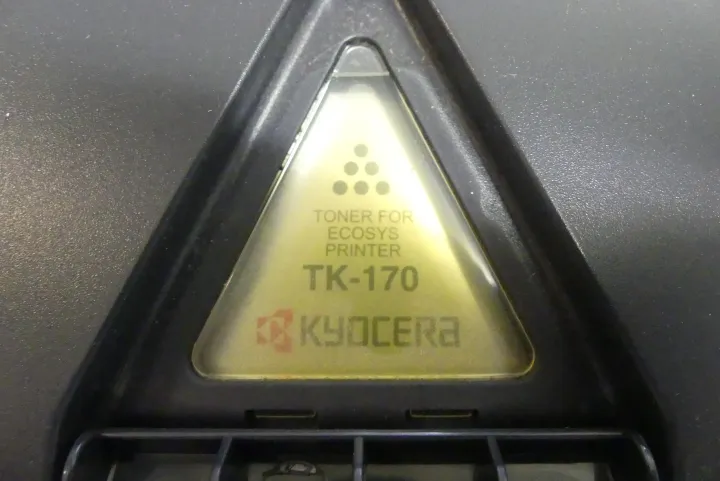 TONER FOR
ECOSYS
PRINTER
TK-170
KYOCERA